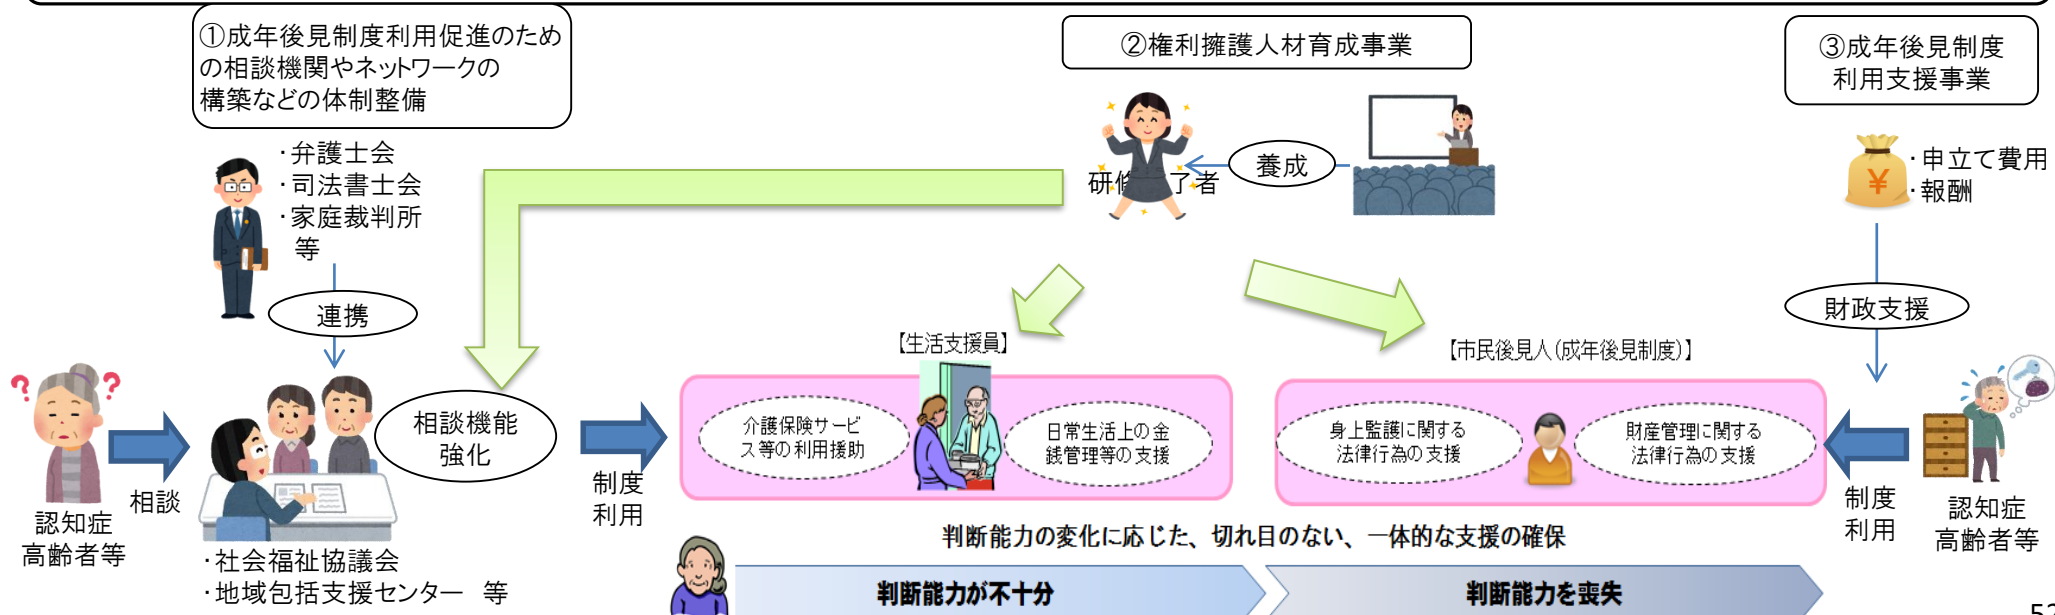 ①成年後見制度利用促進のため
の相談機関やネットワークの
構築などの体制整備
・弁護士会
・司法書士会
・家庭裁判所
等
連携
相談
認知症
高齢者等
・社会福祉協議会
・地域包括支援センター 等
相談機能
強化
制度
利用
②権利擁護人材育成事業
研修
了者
養成
【生活支援員】
介護保険サービ
ス等の利用援助
日常生活上の金
銭管理等の支援
【市民後見人(成年後見制度)】
身上監護に関する
法律行為の支援
財産管理に関する
法律行為の支援
③成年後見制度
利用支援事業
¥
・申立て費用
・報酬
財政支援
制度
利用
認知症
高齢者等
判断能力の変化に応じた、切れ目のない、一体的な支援の確保
判断能力が不十分
判断能力を喪失